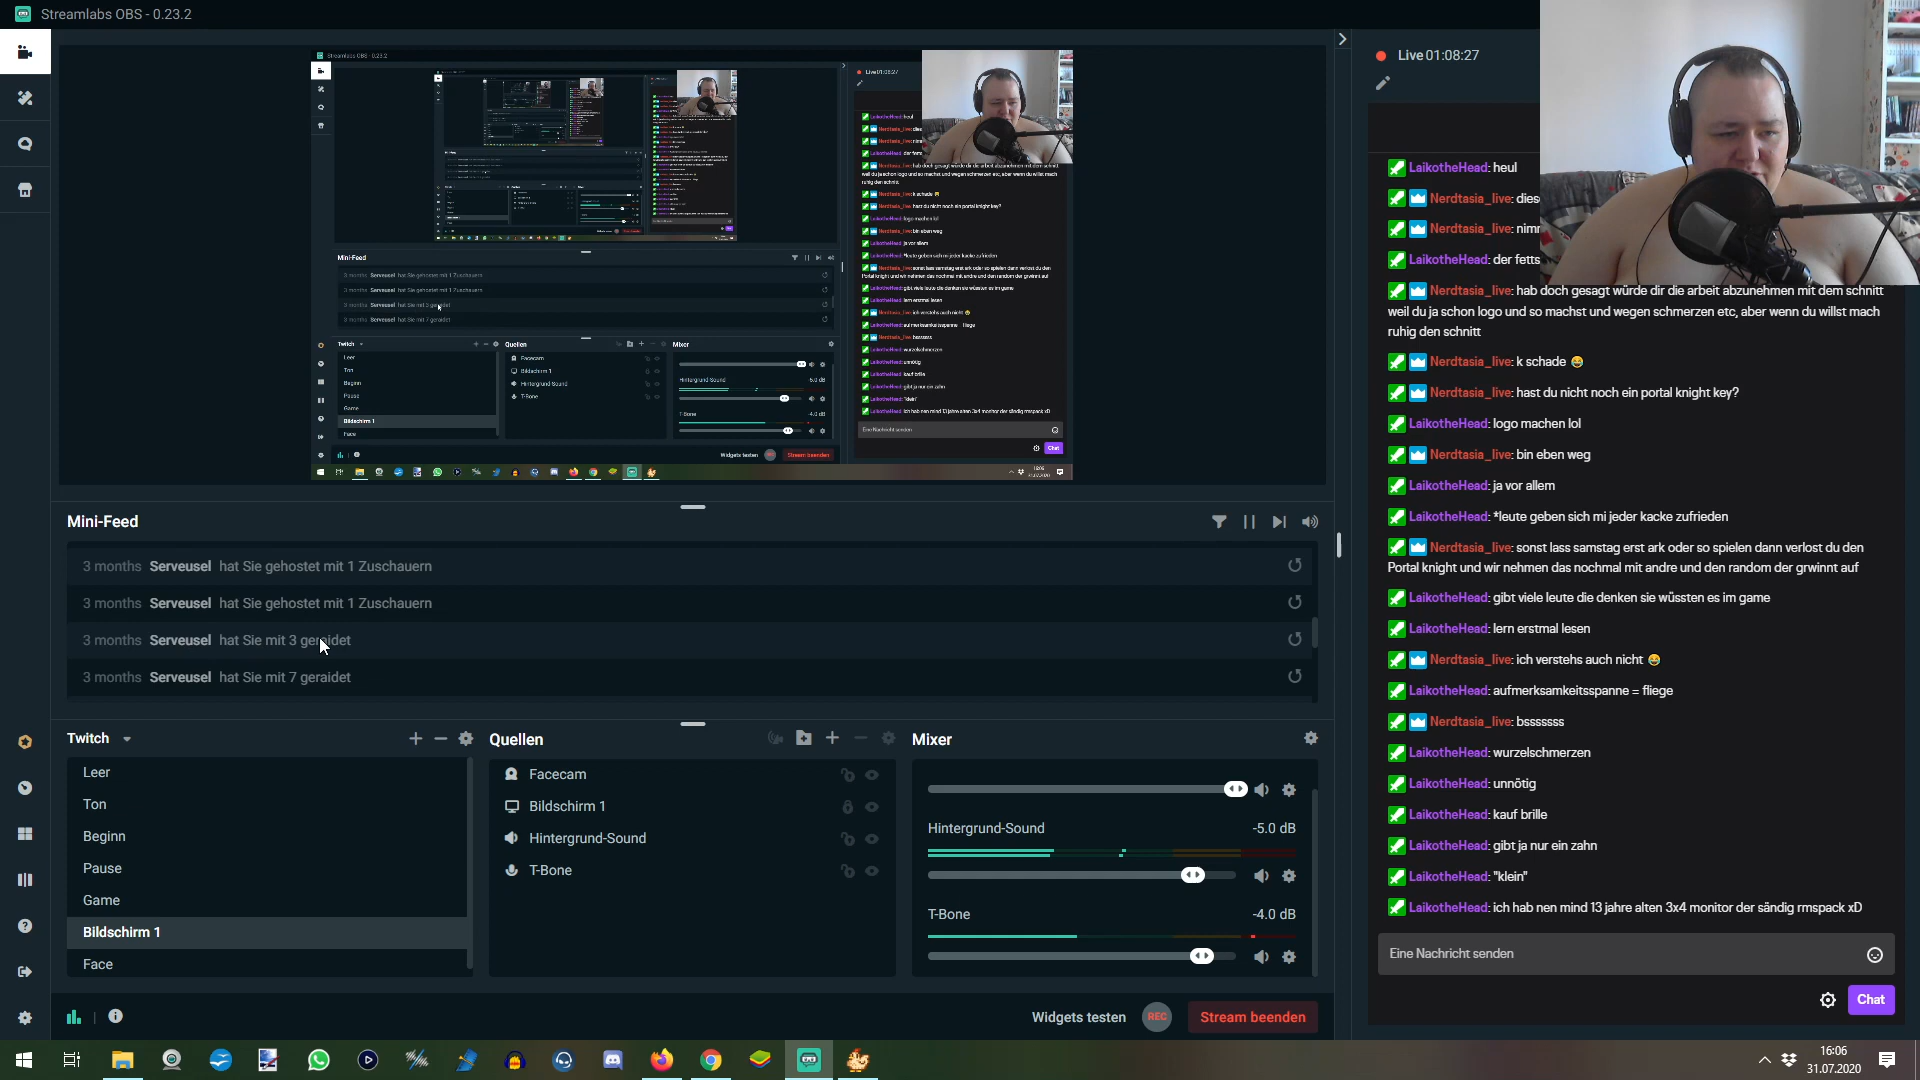 Streamlabs OBS - 0.23.2
Live 01:08:27
LaikotheHead: heul
Nerdtasia_live: diese
Nerdtasia_live: nimm
LaikotheHead: der fetts
Nerdtasia_live: hab doch gesagt würde dir die arbeit abzunehmen mit dem schnitt
weil du ja schon logo und so machst und wegen schmerzen etc, aber wenn du willst mach
ruhig den schnitt
Nerdtasia_live: k schade 😂
Nerdtasia_live: hast du nicht noch ein portal knight key?
LaikotheHead: logo machen lol
Nerdtasia_live: bin eben weg
LaikotheHead: ja vor allem
LaikotheHead: *leute geben sich mi jeder kacke zufrieden
Nerdtasia_live: sonst lass samstag erst ark oder so spielen dann verlost du den
Portal knight und wir nehmen das nochmal mit andre und den random der grwinnt auf
LaikotheHead: gibt viele leute die denken sie wüssten es im game
LaikotheHead: lern erstmal lesen
Nerdtasia_live: ich verstehs auch nicht 😂
LaikotheHead: aufmerksamkeitsspanne = fliege
Nerdtasia_live: bsssssss
LaikotheHead: wurzelschmerzen
LaikotheHead: unnötig
LaikotheHead: kauf brille
LaikotheHead: gibt ja nur ein zahn
LaikotheHead: "klein"
LaikotheHead: ich hab nen mind 13 jahre alten 3x4 monitor der sändig rmspack xD
Eine Nachricht senden
Chat
Mini-Feed
3 months Serveusel hat Sie gehostet mit 1 Zuschauern
3 months Serveusel hat Sie gehostet mit 1 Zuschauern
3 months Serveusel hat Sie mit 3 geraidet
3 months Serveusel hat Sie mit 7 geraidet
Twitch
Leer
Ton
Beginn
Pause
Game
Bildschirm 1
Face
Quellen
Facecam
Bildschirm 1
Hintergrund-Sound
T-Bone
Mixer
Hintergrund-Sound -5.0 dB
T-Bone -4.0 dB
Widgets testen
REC
Stream beenden
16:06
31.07.2020